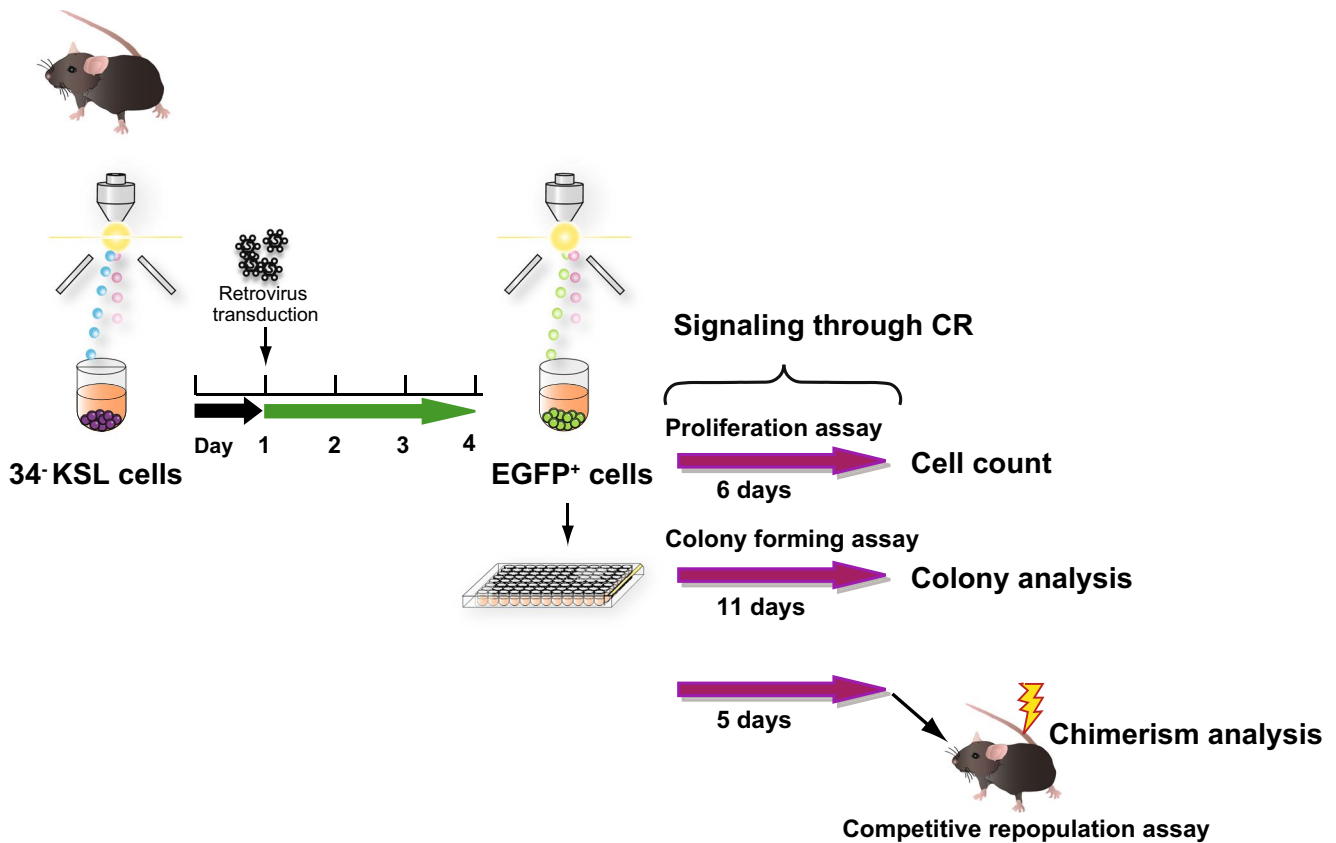 Retrovirus
transduction
Day 1 2 3 4
34⁻ KSL cells
EGFP⁺ cells
Signaling through CR
Proliferation assay
6 days
Cell count
Colony forming assay
11 days
Colony analysis
5 days
Chimerism analysis
Competitive repopulation assay